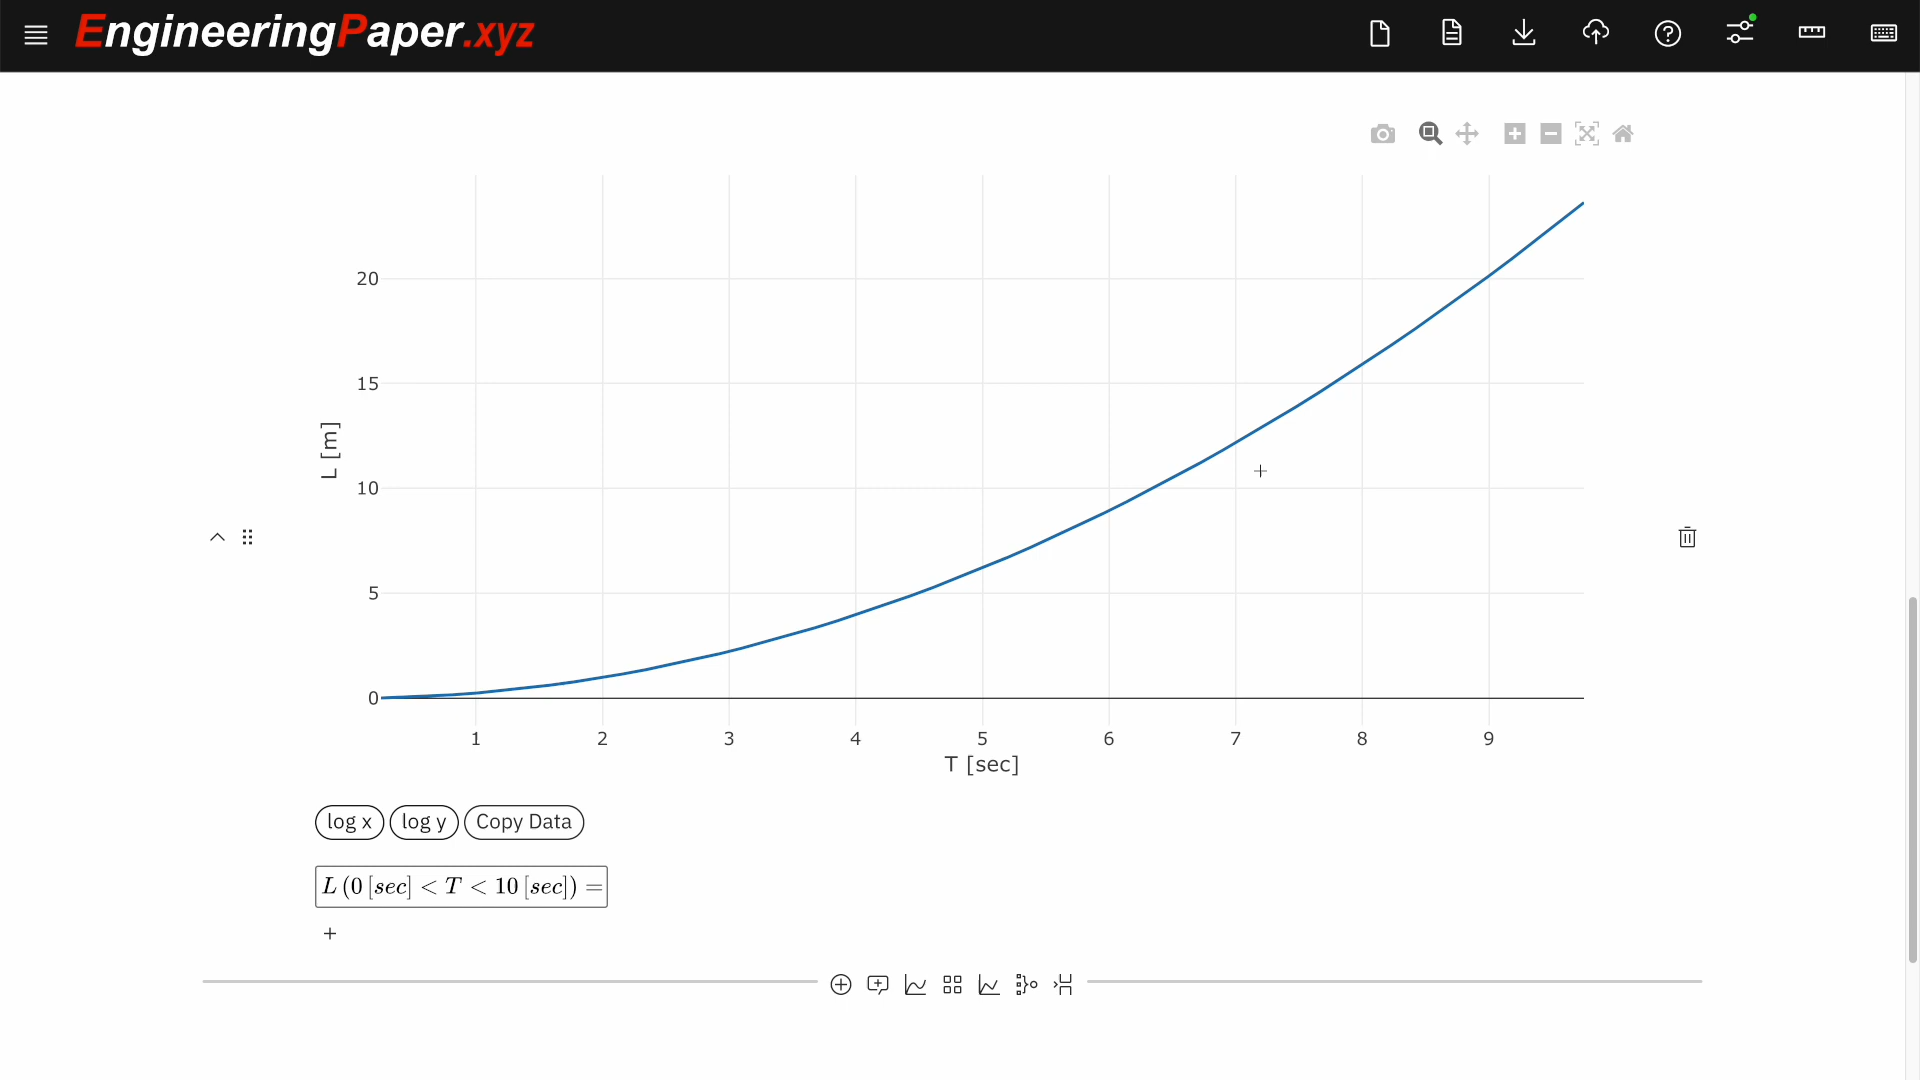 EngineeringPaper.xyz
20
15
10
5
0
L [m]
1 2 3 4 5 6 7 8 9
T [sec]
log x log y Copy Data
L (0 [sec] < T < 10 [sec]) =